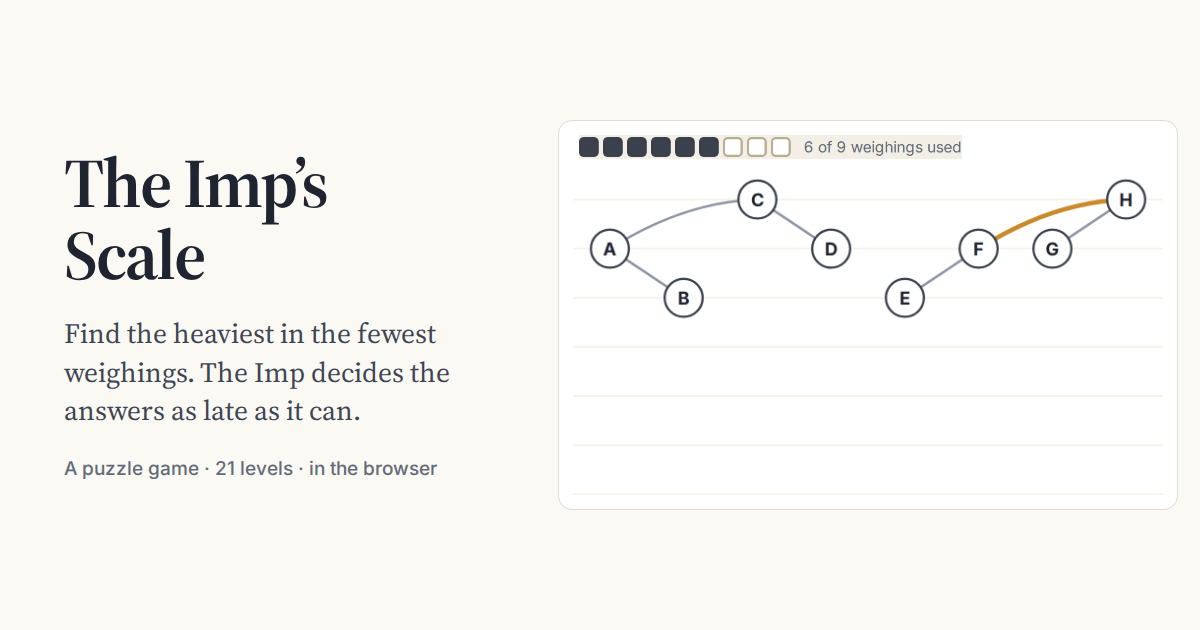 The Imp’s
Scale
Find the heaviest in the fewest
weighings. The Imp decides the
answers as late as it can.
A puzzle game · 21 levels · in the browser
6 of 9 weighings used
C
H
A
D
F
G
B
E